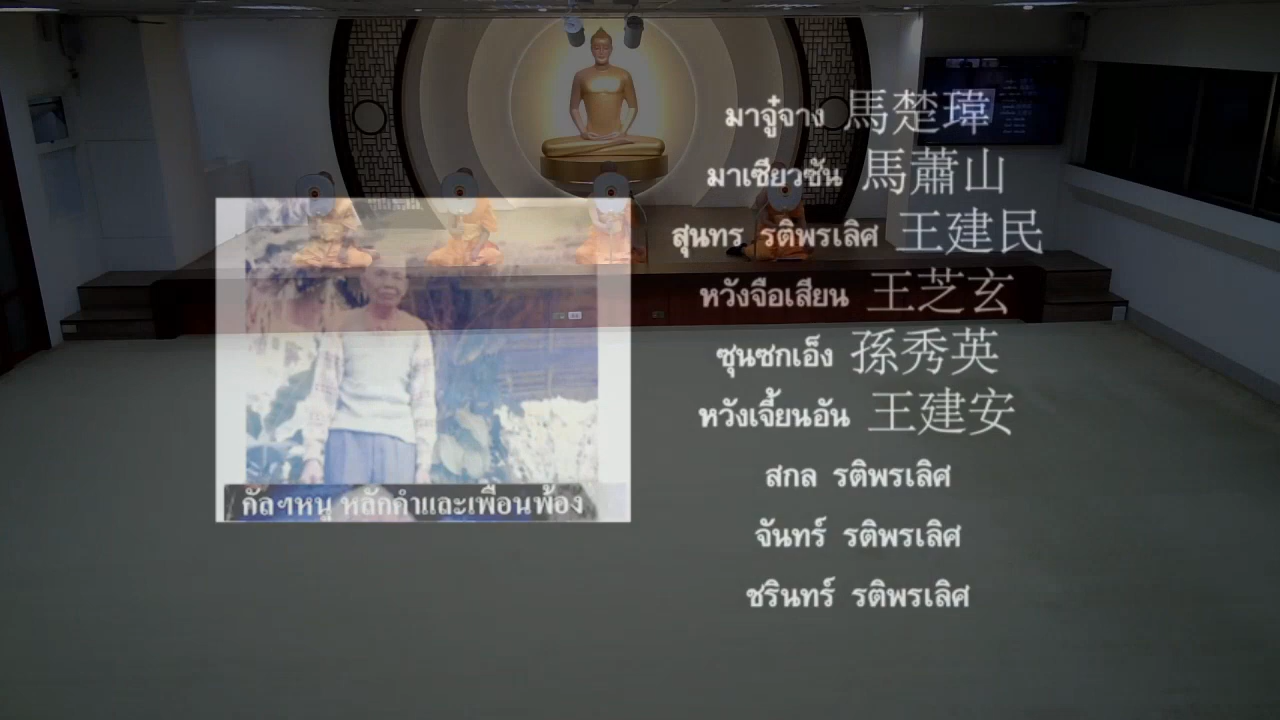 มาจู๋จาง 馬楚瑋
มาเซียวซัน 馬蕭山
สุนทร รติพรเลิศ 王建民
หวังจือเสียน 王芝玄
ซุนซกเอ็ง 孫秀英
หวังเจี้ยนอัน 王建安
สกล รติพรเลิศ
จันทร์ รติพรเลิศ
ชรินทร์ รติพรเลิศ
กัลฯหนู หลักคำและเพื่อนพ้อง